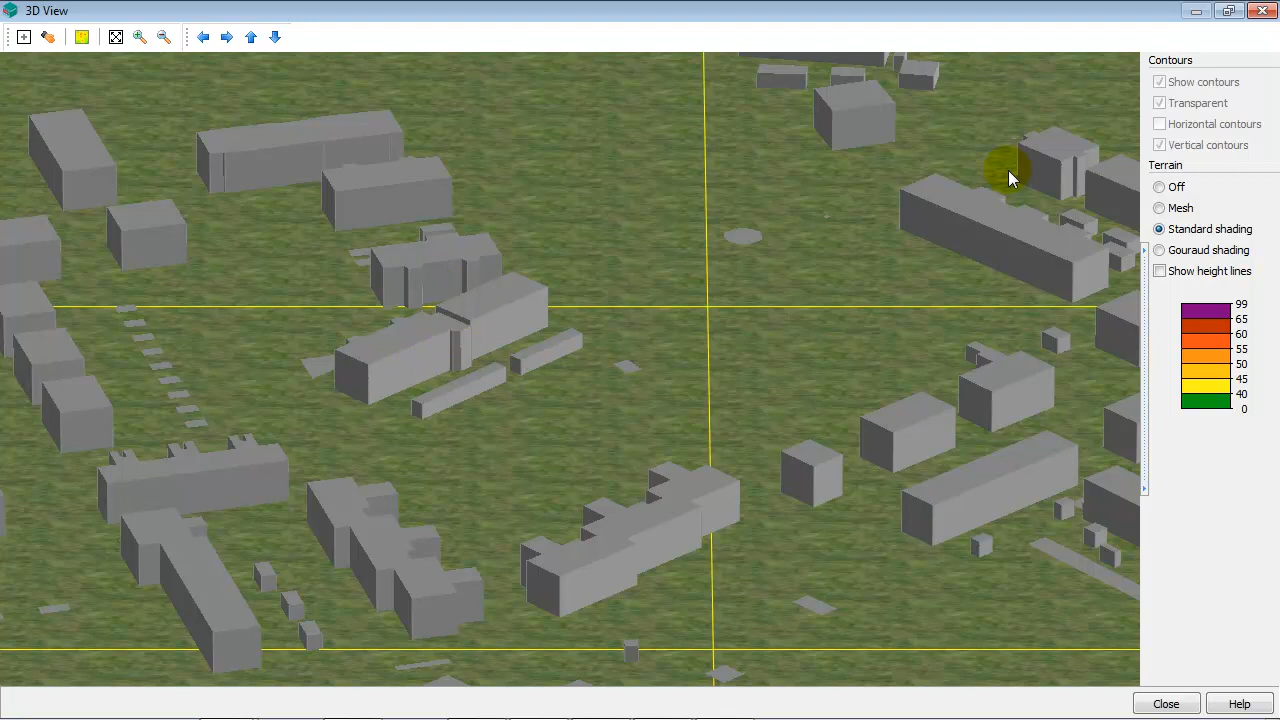 3D View
Contours
Show contours
Transparent
Horizontal contours
Vertical contours
Terrain
Off
Mesh
Standard shading
Gouraud shading
Show height lines
99
65
60
55
50
45
40
0
Close
Help